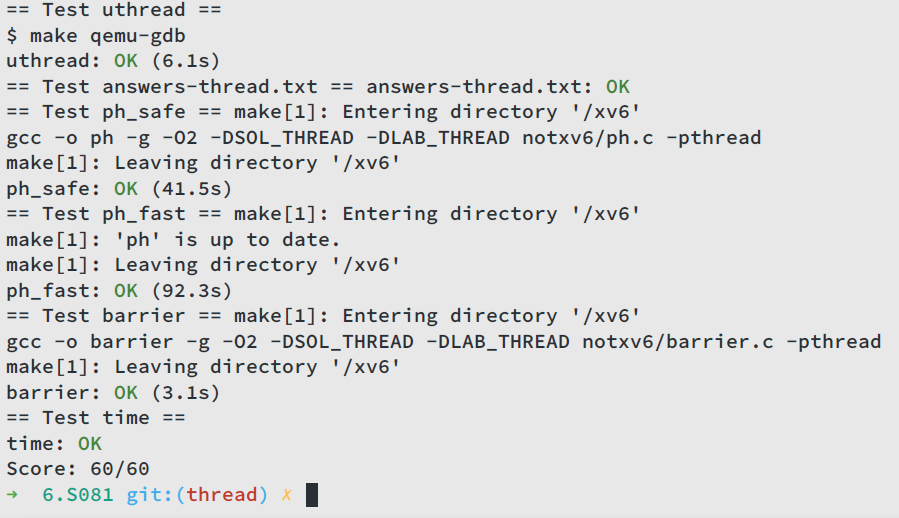 == Test uthread ==
$ make qemu-gdb
uthread: OK (6.1s)
== Test answers-thread.txt == answers-thread.txt: OK
== Test ph_safe == make[1]: Entering directory '/xv6'
gcc -o ph -g -O2 -DSOL_THREAD -DLAB_THREAD notxv6/ph.c -pthread
make[1]: Leaving directory '/xv6'
ph_safe: OK (41.5s)
== Test ph_fast == make[1]: Entering directory '/xv6'
make[1]: 'ph' is up to date.
make[1]: Leaving directory '/xv6'
ph_fast: OK (92.3s)
== Test barrier == make[1]: Entering directory '/xv6'
gcc -o barrier -g -O2 -DSOL_THREAD -DLAB_THREAD notxv6/barrier.c -pthread
make[1]: Leaving directory '/xv6'
barrier: OK (3.1s)
== Test time ==
time: OK
Score: 60/60
→ 6.S081 git:(thread) ✗